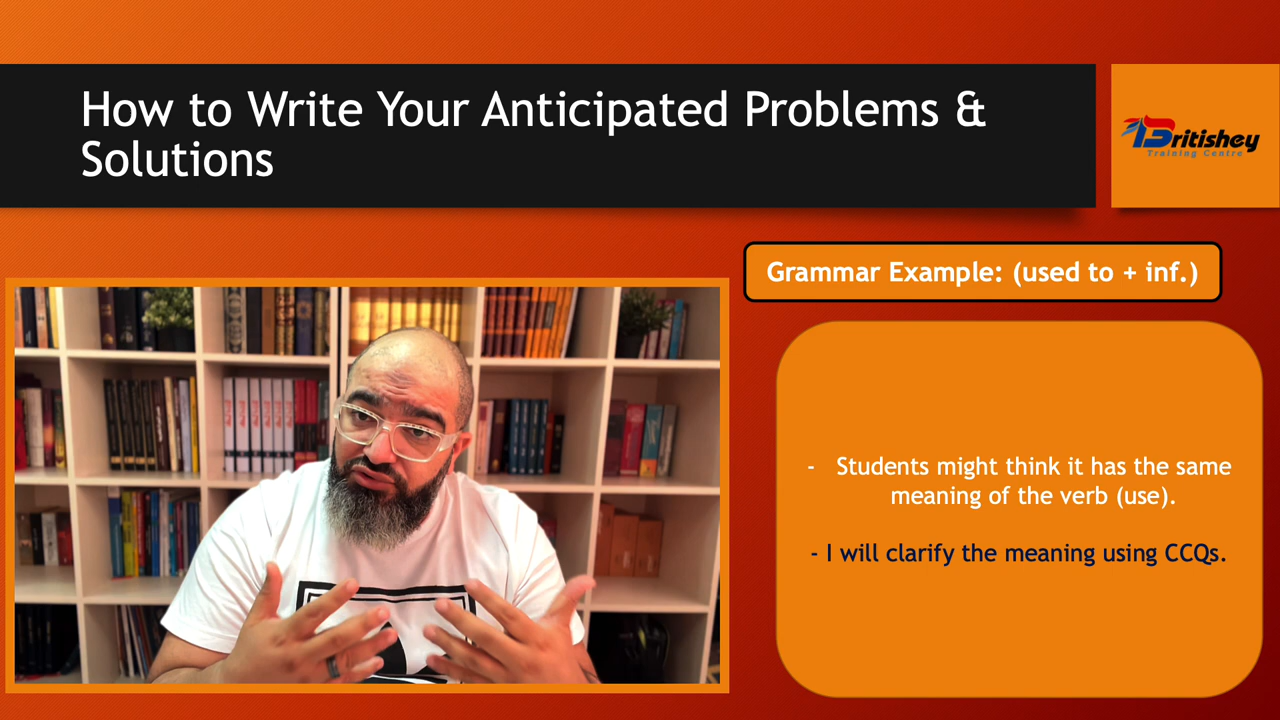 How to Write Your Anticipated Problems &
Solutions
Britishey
Training Centre
Grammar Example: (used to + inf.)
- Students might think it has the same
meaning of the verb (use).
- I will clarify the meaning using CCQs.